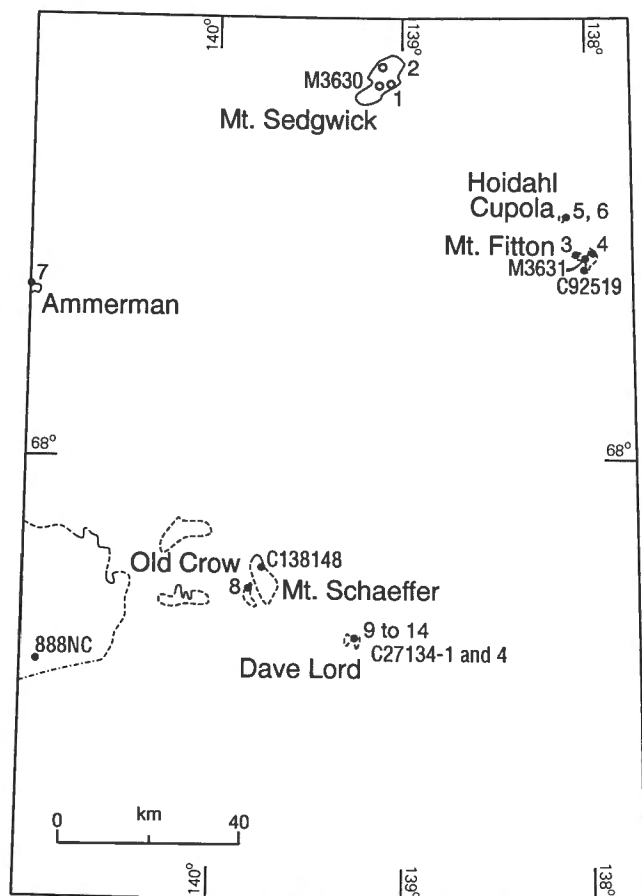 140°
139°
138°
2
M3630
1
Mt. Sedgwick
Hoidahl
Cupola
5, 6
Mt. Fitton
3
4
M3631
C92519
7
Ammerman
68°
68°
Old Crow
C138148
8
Mt. Schaeffer
888NC
9 to 14
C27134-1 and 4
Dave Lord
0
km
40
140°
139°
138°